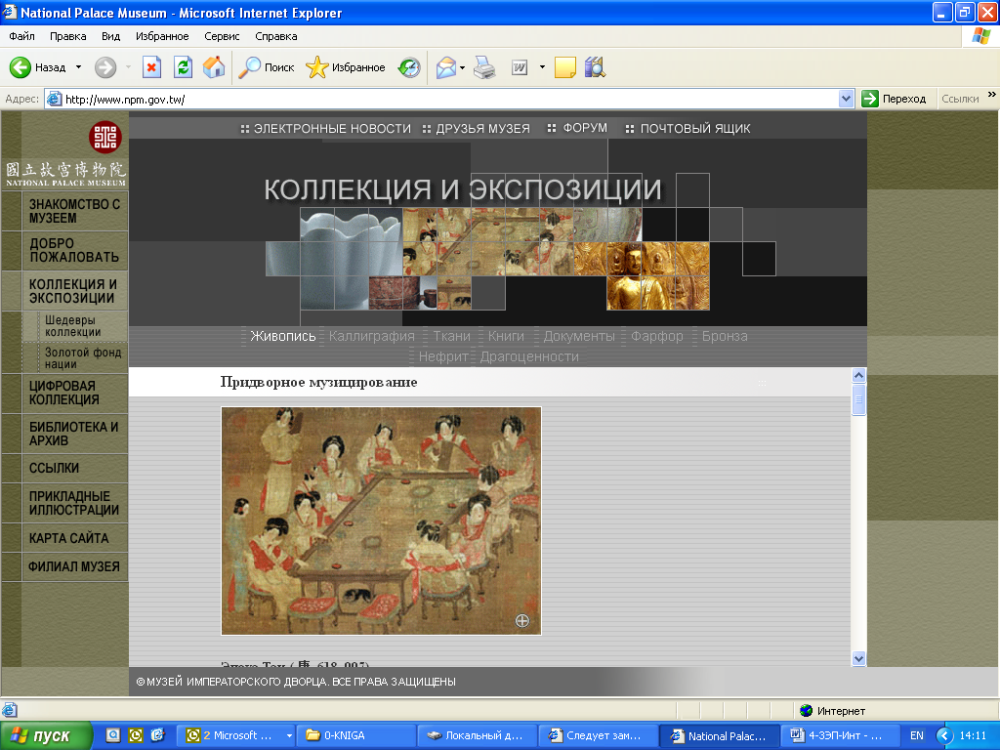 National Palace Museum - Microsoft Internet Explorer
Файл Правка Вид Избранное Сервис Справка
Назад Поиск Избранное
Адрес: http://www.npm.gov.tw/ Переход Ссылки »
國立故宮博物院
NATIONAL PALACE MUSEUM
ЗНАКОМСТВО С
МУЗЕЕМ
ДОБРО
ПОЖАЛОВАТЬ
КОЛЛЕКЦИЯ И
ЭКСПОЗИЦИИ
Шедевры
коллекции
Золотой фонд
нации
ЦИФРОВАЯ
КОЛЛЕКЦИЯ
БИБЛИОТЕКА И
АРХИВ
ССЫЛКИ
ПРИКЛАДНЫЕ
ИЛЛЮСТРАЦИИ
КАРТА САЙТА
ФИЛИАЛ МУЗЕЯ
ЭЛЕКТРОННЫЕ НОВОСТИ ДРУЗЬЯ МУЗЕЯ ФОРУМ ПОЧТОВЫЙ ЯЩИК
КОЛЛЕКЦИЯ И ЭКСПОЗИЦИИ
Живопись Каллиграфия Ткани Книги Документы Фарфор Бронза
Нефрит Драгоценности
Придворное музицирование
Эпоха Тан ( 唐, 618-907)
© МУЗЕЙ ИМПЕРАТОРСКОГО ДВОРЦА. ВСЕ ПРАВА ЗАЩИЩЕНЫ
Интернет
пуск 2 Microsoft ... 0-KNIGA Локальный д... Следует зам... National Palac... 4-ЗЭП-Инт - ... EN 14:11